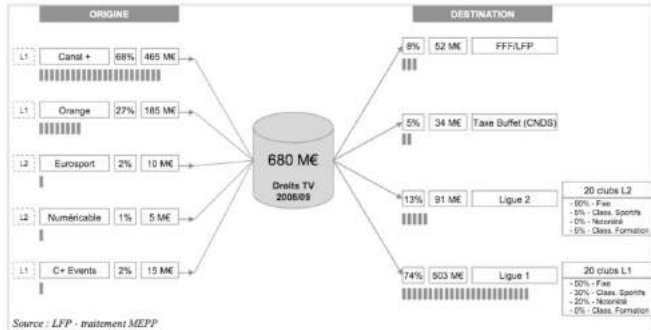 ORIGINE
DESTINATION
L1 Canal + 68% 465 M€
L1 Orange 27% 185 M€
L2 Eurosport 2% 10 M€
L2 Numéricable 1% 5 M€
L1 C+ Events 2% 15 M€
680 M€
Droits TV
2008/09
8% 52 M€ FFF/LFP
5% 34 M€ Taxe Buffet (CNDS)
13% 91 M€ Ligue 2
20 clubs L2
- 90% - Fixe
- 5% - Class. Sportifs
- 0% - Notoriété
- 5% - Class. Formation
74% 503 M€ Ligue 1
20 clubs L1
- 50% - Fixe
- 30% - Class. Sportifs
- 20% - Notoriété
- 0% - Class. Formation
Source : LFP - traitement MEPP